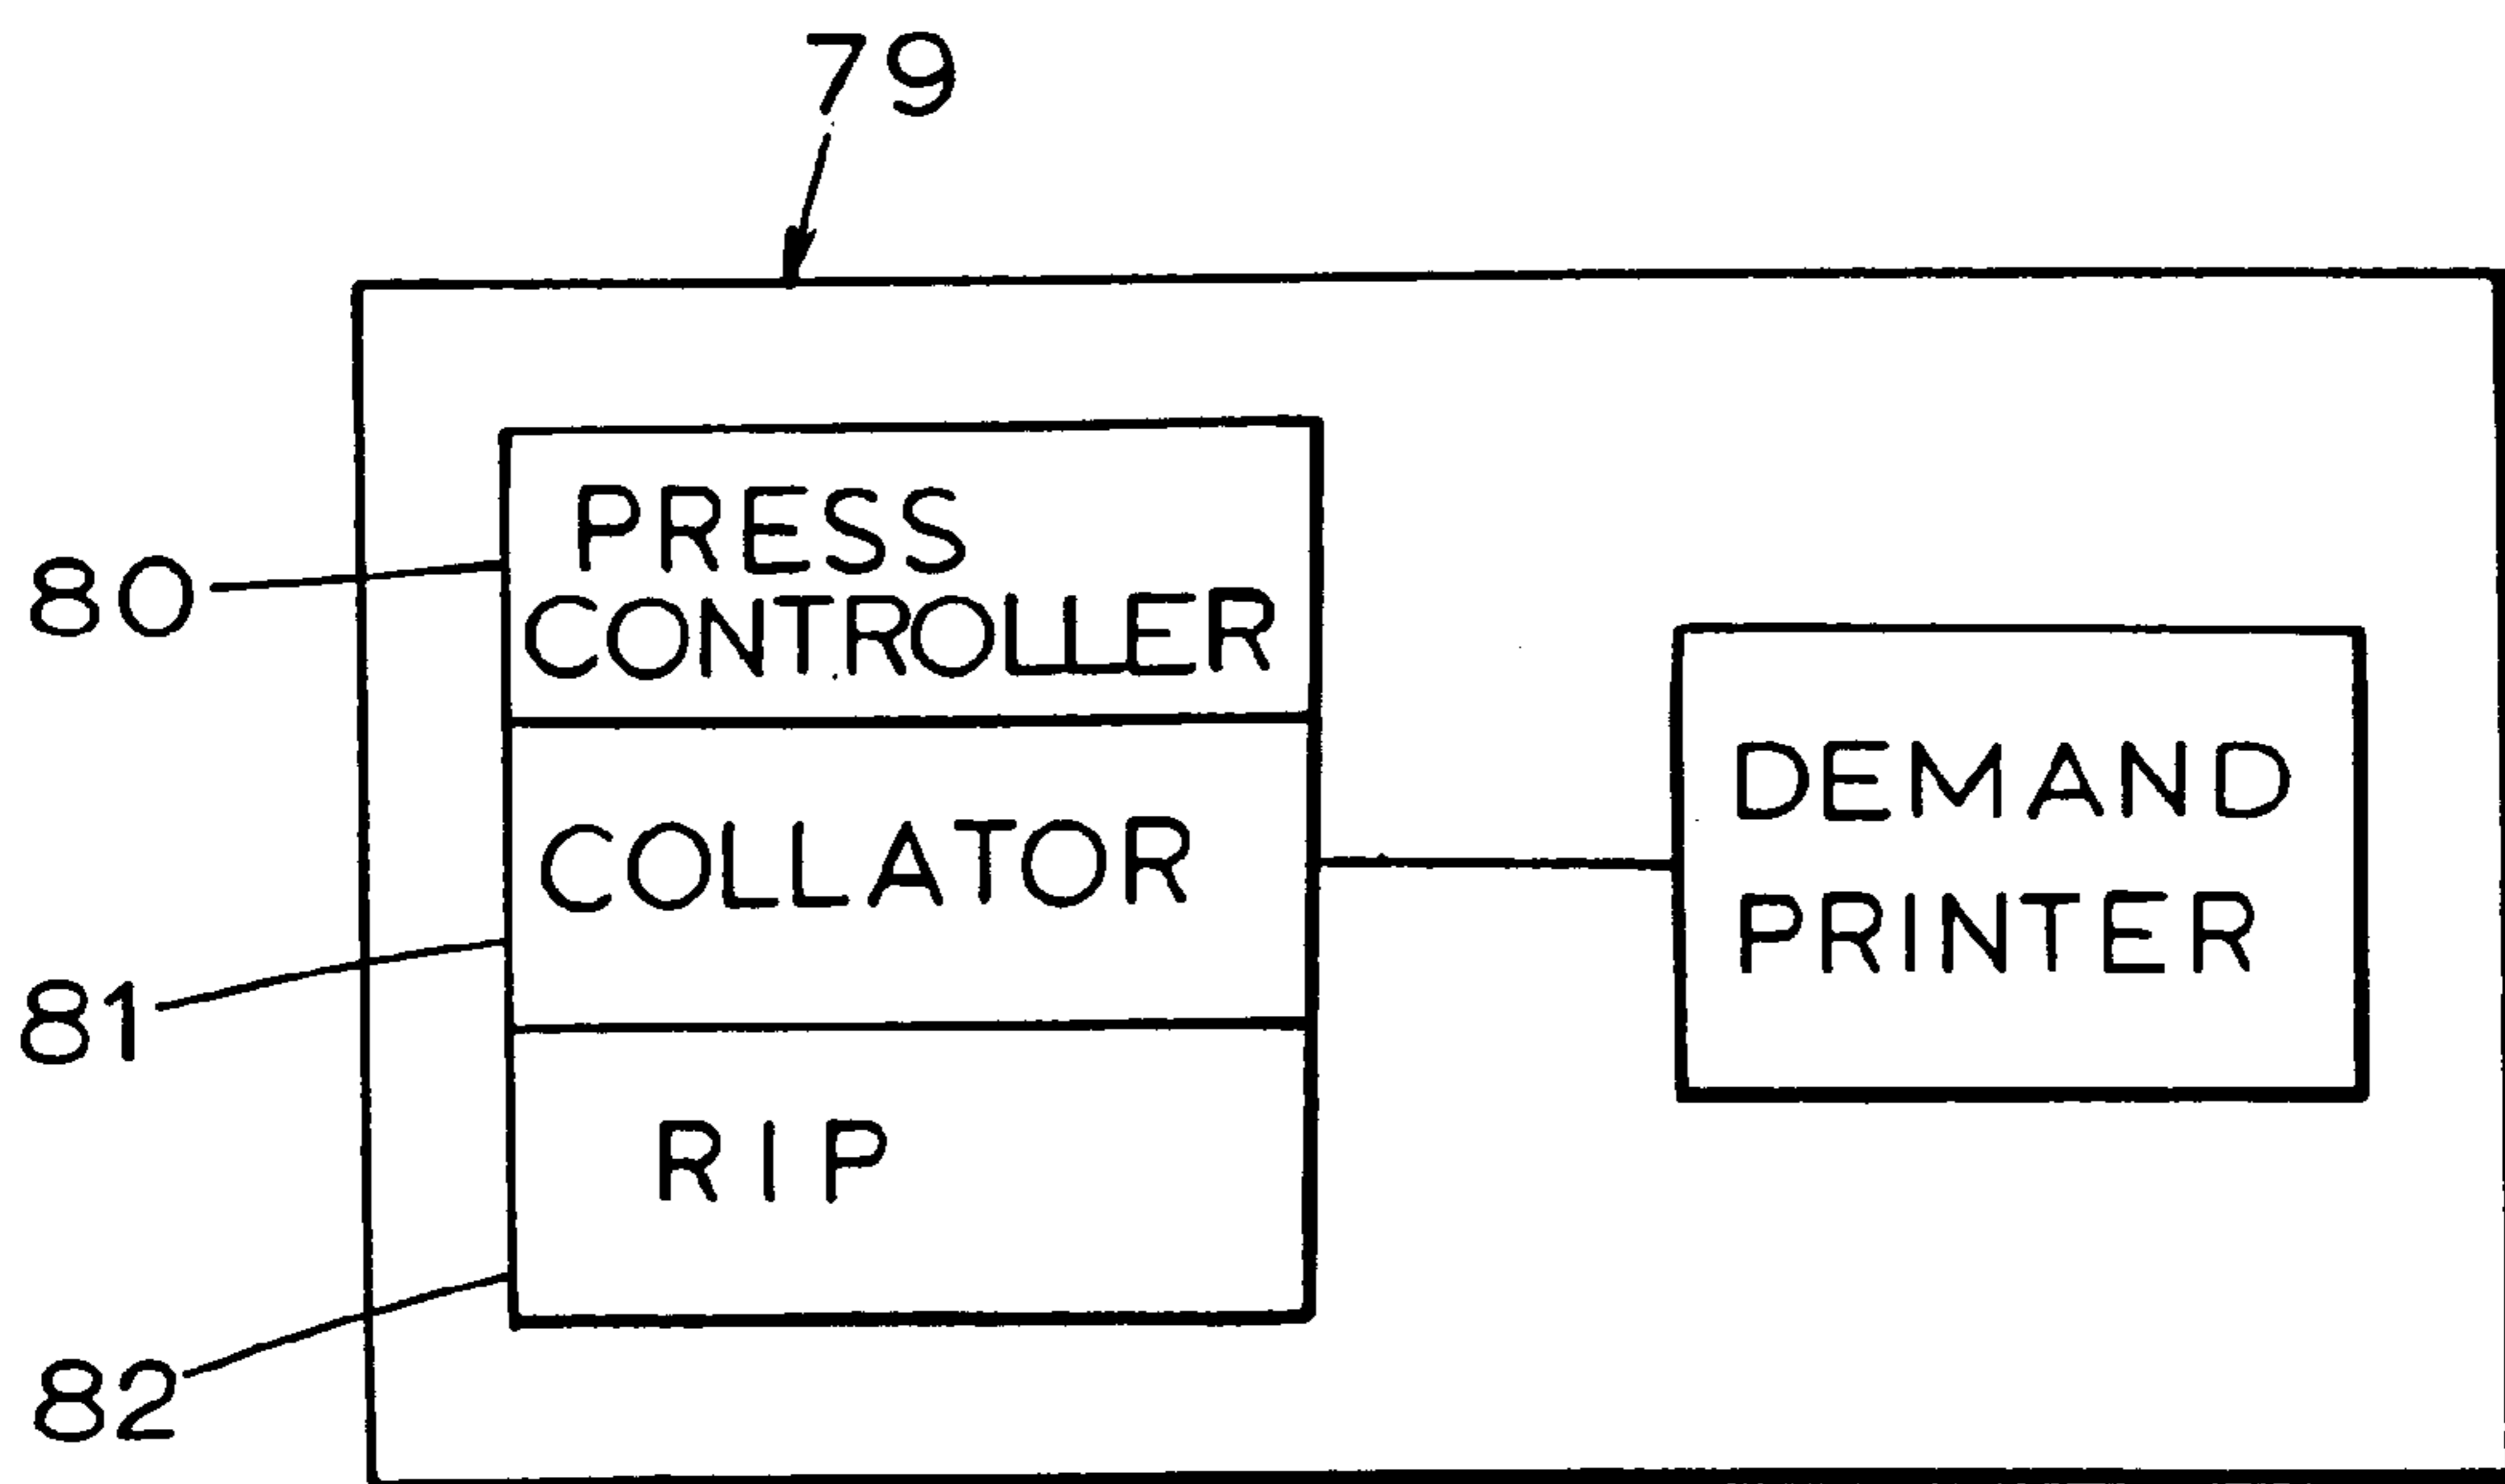 79
80
PRESS
CONTROLLER
DEMAND
PRINTER
COLLATOR
81
RIP
82